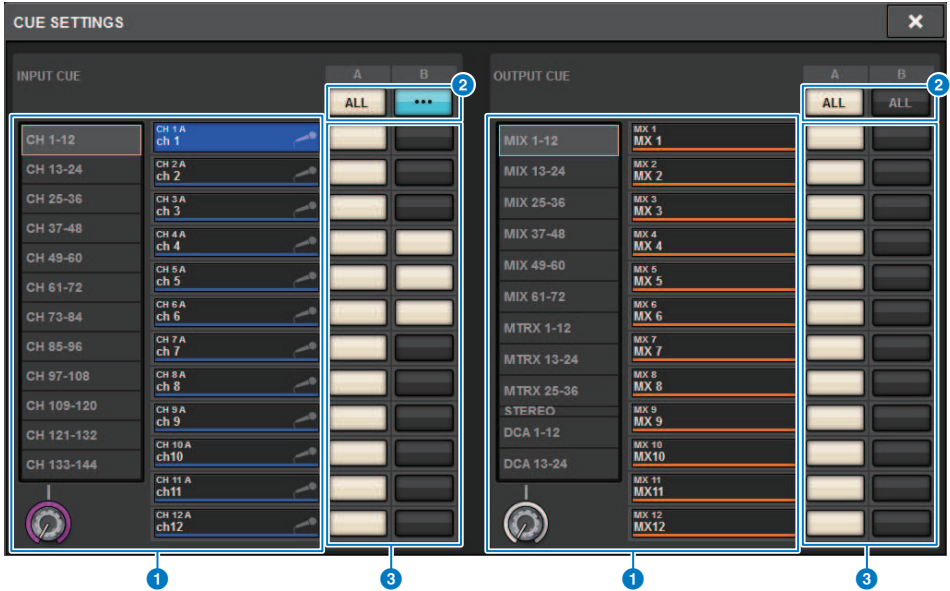 CUE SETTINGS
×
INPUT CUE
A
B
2
ALL
•••
CH 1-12
CH 13-24
CH 25-36
CH 37-48
CH 49-60
CH 61-72
CH 73-84
CH 85-96
CH 97-108
CH 109-120
CH 121-132
CH 133-144
CH 1 A
ch 1
CH 2 A
ch 2
CH 3 A
ch 3
CH 4 A
ch 4
CH 5 A
ch 5
CH 6 A
ch 6
CH 7 A
ch 7
CH 8 A
ch 8
CH 9 A
ch 9
CH 10 A
ch10
CH 11 A
ch11
CH 12 A
ch12
1
3
OUTPUT CUE
A
B
2
ALL
ALL
MIX 1-12
MIX 13-24
MIX 25-36
MIX 37-48
MIX 49-60
MIX 61-72
MTRX 1-12
MTRX 13-24
MTRX 25-36
STEREO
DCA 1-12
DCA 13-24
MX 1
MX 1
MX 2
MX 2
MX 3
MX 3
MX 4
MX 4
MX 5
MX 5
MX 6
MX 6
MX 7
MX 7
MX 8
MX 8
MX 9
MX 9
MX 10
MX10
MX 11
MX11
MX 12
MX12
1
3